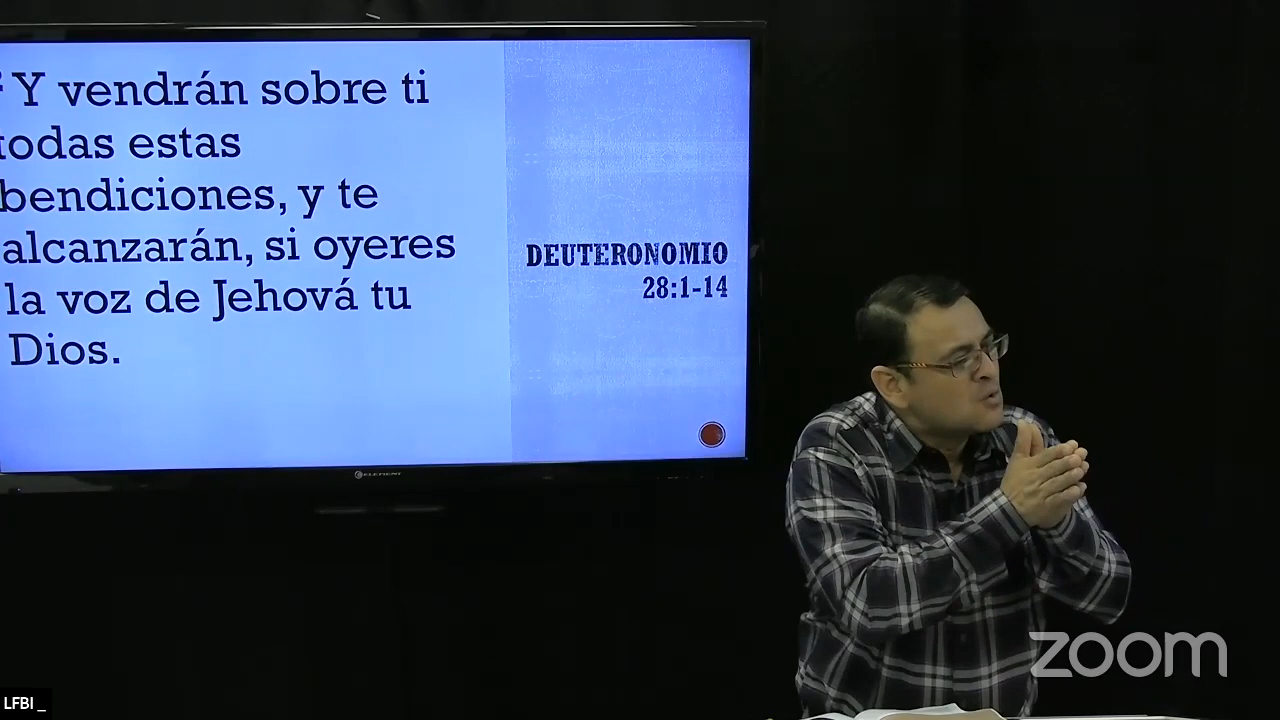 Y vendrán sobre ti
todas estas
bendiciones, y te
alcanzarán, si oyeres
la voz de Jehová tu
Dios.
DEUTERONOMIO
28:1-14
ELEMENT
zoom
LFBI _